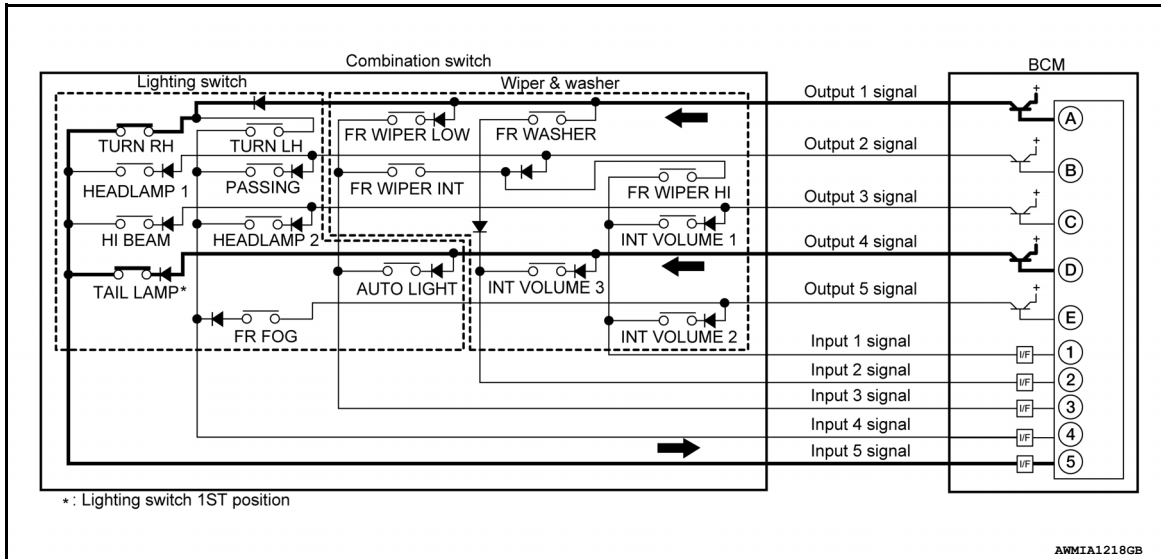 Combination switch
BCM
Lighting switch
Wiper & washer
Output 1 signal
+
A
TURN RH
TURN LH
FR WIPER LOW
FR WASHER
Output 2 signal
+
B
HEADLAMP 1
PASSING
FR WIPER INT
FR WIPER HI
Output 3 signal
+
C
HI BEAM
HEADLAMP 2
INT VOLUME 1
Output 4 signal
+
D
TAIL LAMP*
AUTO LIGHT
INT VOLUME 3
Output 5 signal
+
E
FR FOG
INT VOLUME 2
Input 1 signal
I/F
1
Input 2 signal
I/F
2
Input 3 signal
I/F
3
Input 4 signal
I/F
4
Input 5 signal
I/F
5
* : Lighting switch 1ST position
AWMIA1218GB